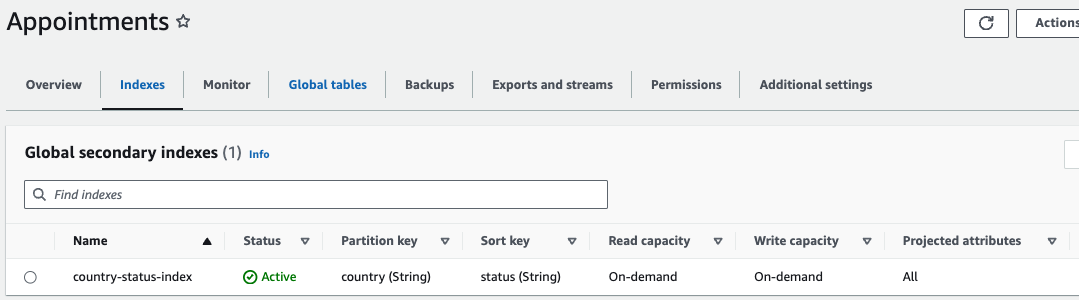 Appointments
Actions
Overview Indexes Monitor Global tables Backups Exports and streams Permissions Additional settings
Global secondary indexes (1) Info
Find indexes
Name Status Partition key Sort key Read capacity Write capacity Projected attributes
country-status-index Active country (String) status (String) On-demand On-demand All